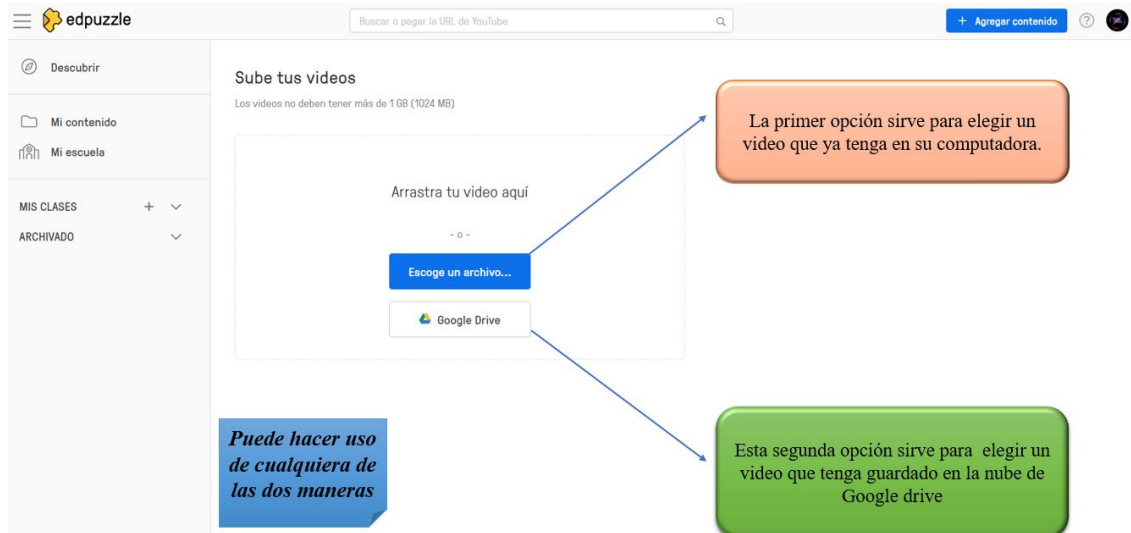 edpuzzle
Buscar o pegar la URL de YouTube
+ Agregar contenido
?
Descubrir
Mi contenido
Mi escuela
MIS CLASES +
ARCHIVADO
Sube tus videos
Los videos no deben tener más de 1 GB (1024 MB)
Arrastra tu video aquí
- o -
Escoge un archivo...
Google Drive
La primer opción sirve para elegir un
video que ya tenga en su computadora.
Puede hacer uso
de cualquiera de
las dos maneras
Esta segunda opción sirve para elegir un
video que tenga guardado en la nube de
Google drive